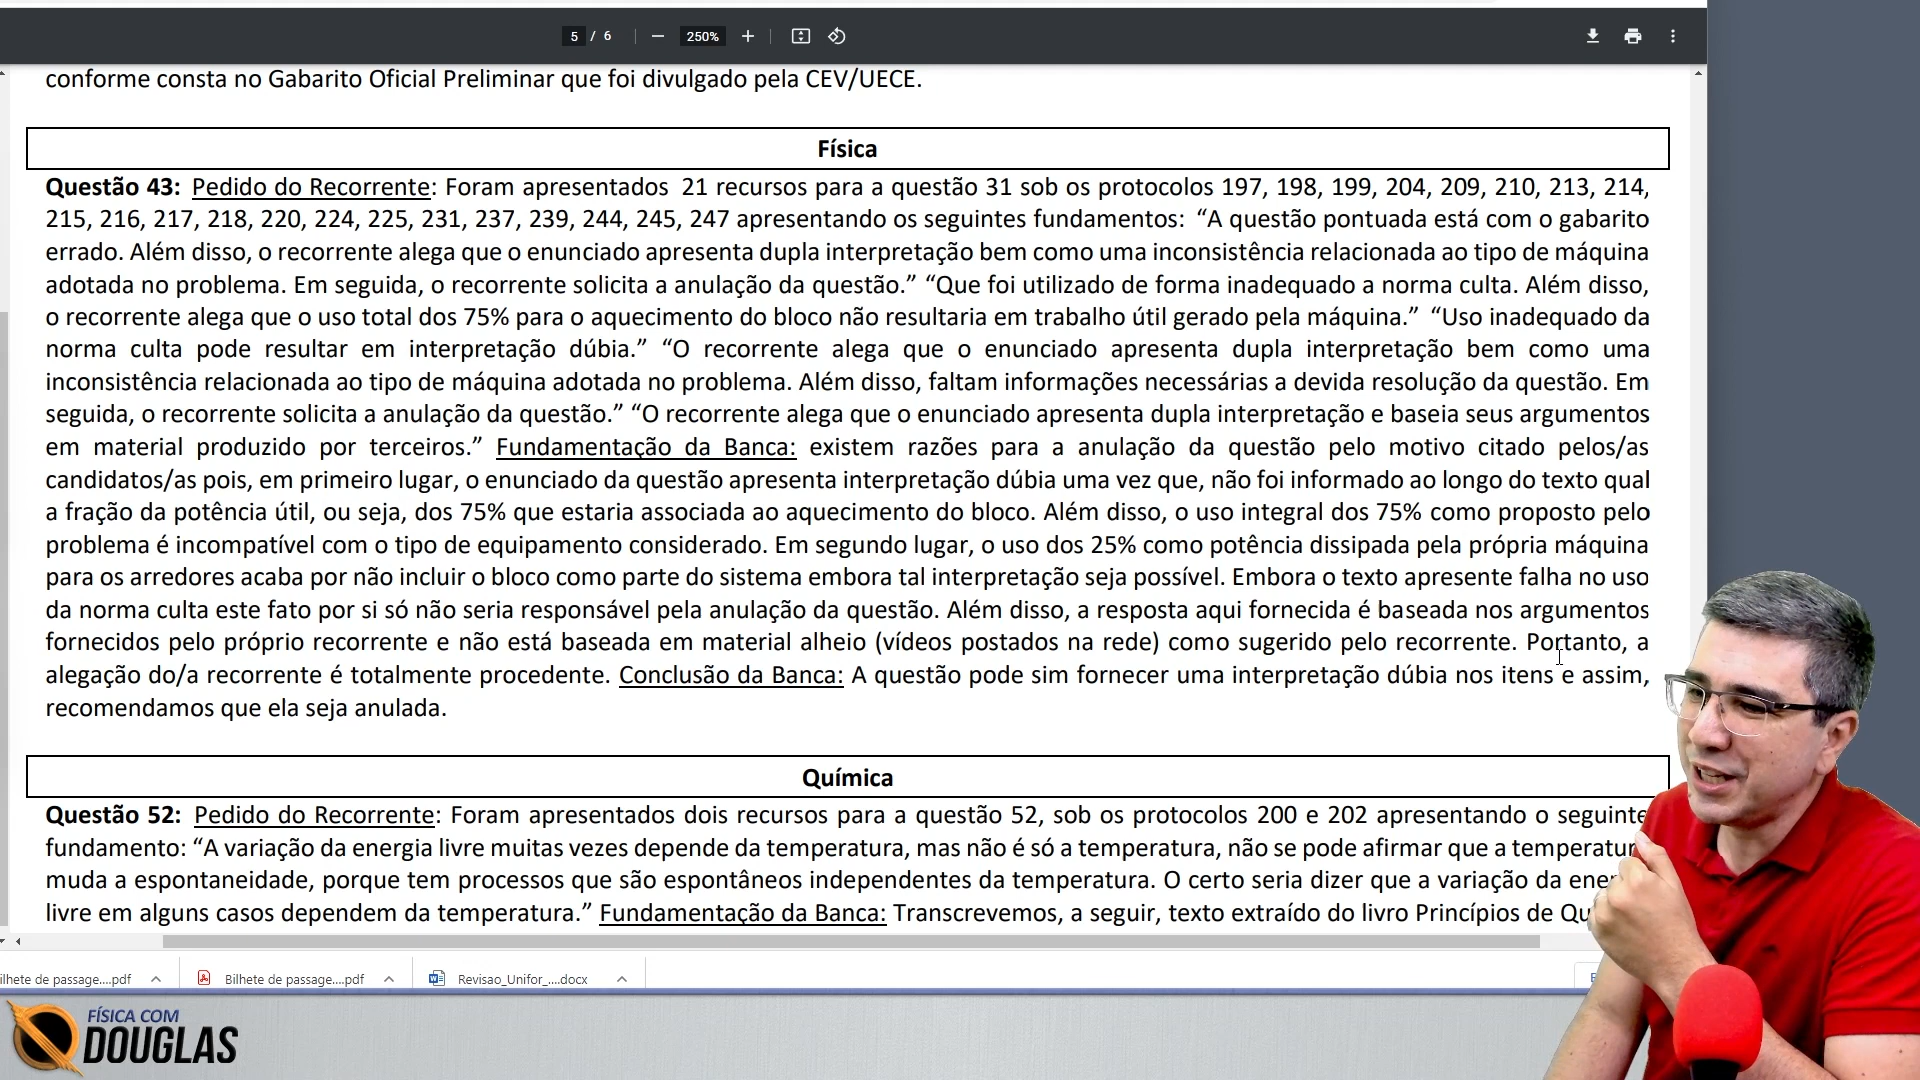 5 / 6
250%
conforme consta no Gabarito Oficial Preliminar que foi divulgado pela CEV/UECE.
Física
Questão 43: Pedido do Recorrente: Foram apresentados 21 recursos para a questão 31 sob os protocolos 197, 198, 199, 204, 209, 210, 213, 214,
215, 216, 217, 218, 220, 224, 225, 231, 237, 239, 244, 245, 247 apresentando os seguintes fundamentos: “A questão pontuada está com o gabarito
errado. Além disso, o recorrente alega que o enunciado apresenta dupla interpretação bem como uma inconsistência relacionada ao tipo de máquina
adotada no problema. Em seguida, o recorrente solicita a anulação da questão.” “Que foi utilizado de forma inadequado a norma culta. Além disso,
o recorrente alega que o uso total dos 75% para o aquecimento do bloco não resultaria em trabalho útil gerado pela máquina.” “Uso inadequado da
norma culta pode resultar em interpretação dúbia.” “O recorrente alega que o enunciado apresenta dupla interpretação bem como uma
inconsistência relacionada ao tipo de máquina adotada no problema. Além disso, faltam informações necessárias a devida resolução da questão. Em
seguida, o recorrente solicita a anulação da questão.” “O recorrente alega que o enunciado apresenta dupla interpretação e baseia seus argumentos
em material produzido por terceiros.” Fundamentação da Banca: existem razões para a anulação da questão pelo motivo citado pelos/as
candidatos/as pois, em primeiro lugar, o enunciado da questão apresenta interpretação dúbia uma vez que, não foi informado ao longo do texto qual
a fração da potência útil, ou seja, dos 75% que estaria associada ao aquecimento do bloco. Além disso, o uso integral dos 75% como proposto pelo
problema é incompatível com o tipo de equipamento considerado. Em segundo lugar, o uso dos 25% como potência dissipada pela própria máquina
para os arredores acaba por não incluir o bloco como parte do sistema embora tal interpretação seja possível. Embora o texto apresente falha no uso
da norma culta este fato por si só não seria responsável pela anulação da questão. Além disso, a resposta aqui fornecida é baseada nos argumentos
fornecidos pelo próprio recorrente e não está baseada em material alheio (vídeos postados na rede) como sugerido pelo recorrente. Portanto, a
alegação do/a recorrente é totalmente procedente. Conclusão da Banca: A questão pode sim fornecer uma interpretação dúbia nos itens e assim,
recomendamos que ela seja anulada.
Química
Questão 52: Pedido do Recorrente: Foram apresentados dois recursos para a questão 52, sob os protocolos 200 e 202 apresentando o seguinte
fundamento: “A variação da energia livre muitas vezes depende da temperatura, mas não é só a temperatura, não se pode afirmar que a
muda a espontaneidade, porque tem processos que são espontâneos independentes da temperatura. O certo seria dizer que a variação da
livre em alguns casos dependem da temperatura.” Fundamentação da Banca: Transcrevemos, a seguir, texto extraído do livro Princípios de
ilhete de passage....pdf
Bilhete de passage....pdf
Revisao_Unifor_....docx
FÍSICA COM
DOUGLAS